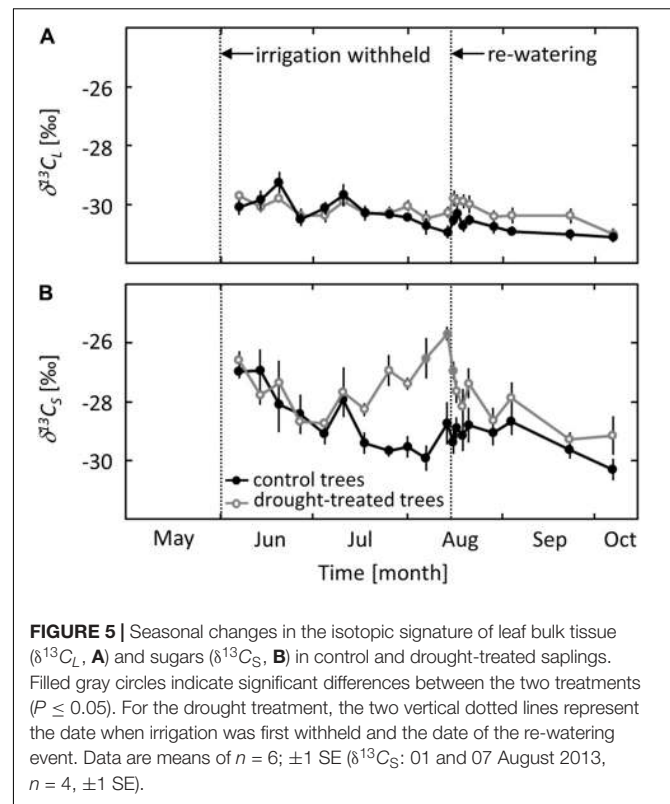 A
irrigation withheld
re-watering
-26
-28
-30
δ13CL [‰]
B
-26
-28
-30
δ13CS [‰]
control trees
drought-treated trees
May Jun Jul Aug Sep Oct
Time [month]
FIGURE 5 | Seasonal changes in the isotopic signature of leaf bulk tissue
(δ13CL, A) and sugars (δ13CS, B) in control and drought-treated saplings.
Filled gray circles indicate significant differences between the two treatments
(P ≤ 0.05). For the drought treatment, the two vertical dotted lines represent
the date when irrigation was first withheld and the date of the re-watering
event. Data are means of n = 6; ±1 SE (δ13CS: 01 and 07 August 2013,
n = 4, ±1 SE).